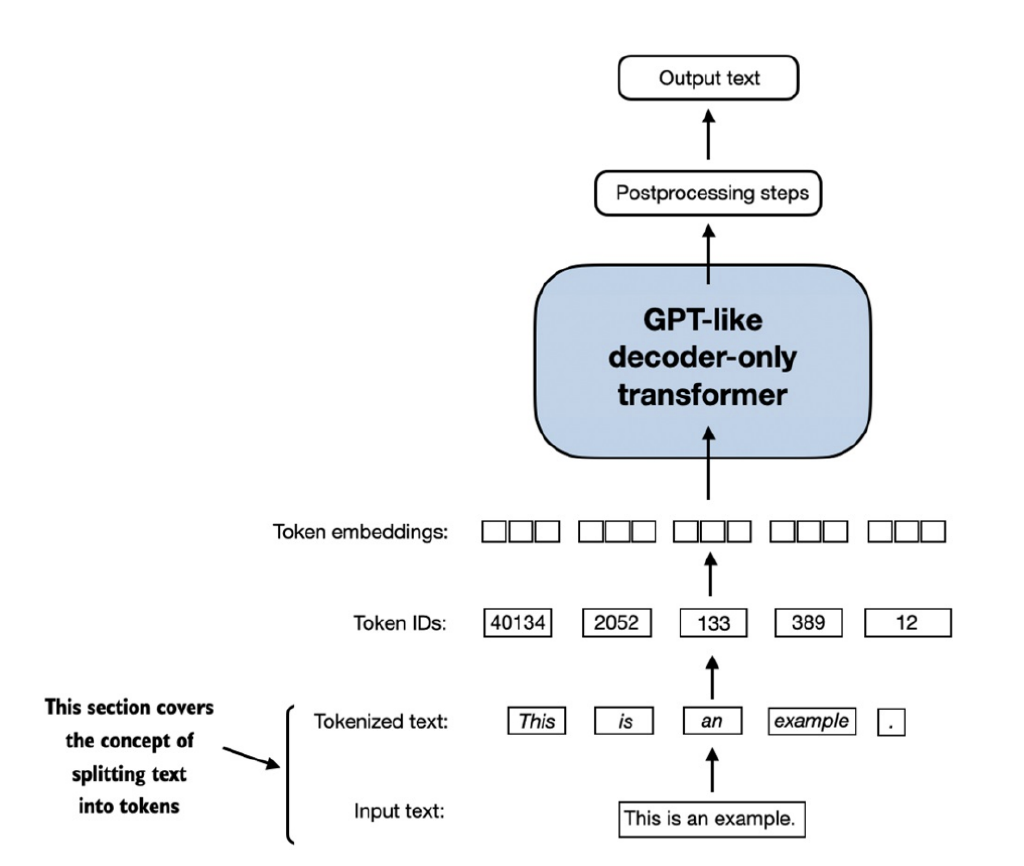 Output text
Postprocessing steps
GPT-like
decoder-only
transformer
Token embeddings:
Token IDs: 40134 2052 133 389 12
This section covers
the concept of
splitting text
into tokens
Tokenized text: This is an example .
Input text: This is an example.